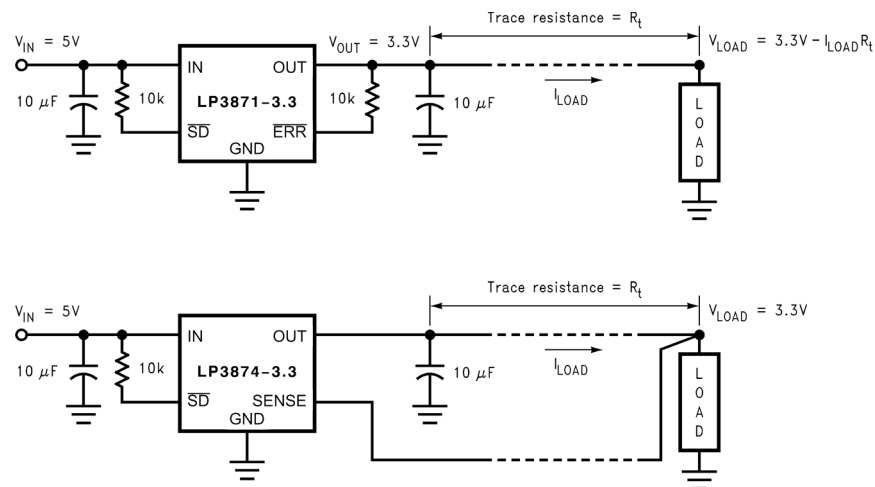 Trace resistance = Rt
VIN = 5V
VOUT = 3.3V
VLOAD = 3.3V - ILOADRt
IN
OUT
10 μF
10k
LP3871-3.3
10k
10 μF
ILOAD
LOAD
SD
ERR
GND
Trace resistance = Rt
VIN = 5V
VLOAD = 3.3V
IN
OUT
10 μF
10k
LP3874-3.3
10 μF
ILOAD
LOAD
SD
SENSE
GND